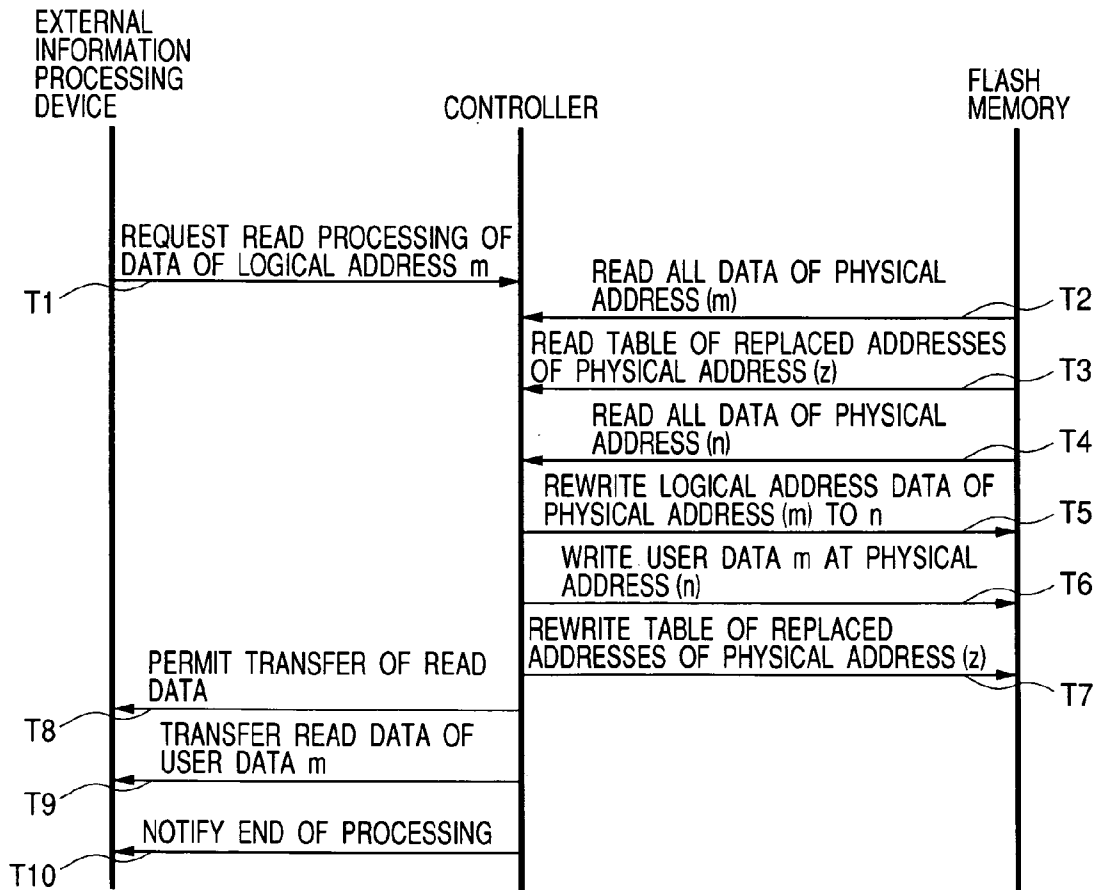 EXTERNAL
INFORMATION
PROCESSING
DEVICE
CONTROLLER
FLASH
MEMORY
REQUEST READ PROCESSING OF
DATA OF LOGICAL ADDRESS m
T1
READ ALL DATA OF PHYSICAL
ADDRESS (m)
T2
READ TABLE OF REPLACED ADDRESSES
OF PHYSICAL ADDRESS (z)
T3
READ ALL DATA OF PHYSICAL
ADDRESS (n)
T4
REWRITE LOGICAL ADDRESS DATA OF
PHYSICAL ADDRESS (m) TO n
T5
WRITE USER DATA m AT PHYSICAL
ADDRESS (n)
T6
REWRITE TABLE OF REPLACED
ADDRESSES OF PHYSICAL ADDRESS (z)
T7
PERMIT TRANSFER OF READ
DATA
T8
TRANSFER READ DATA OF
USER DATA m
T9
NOTIFY END OF PROCESSING
T10